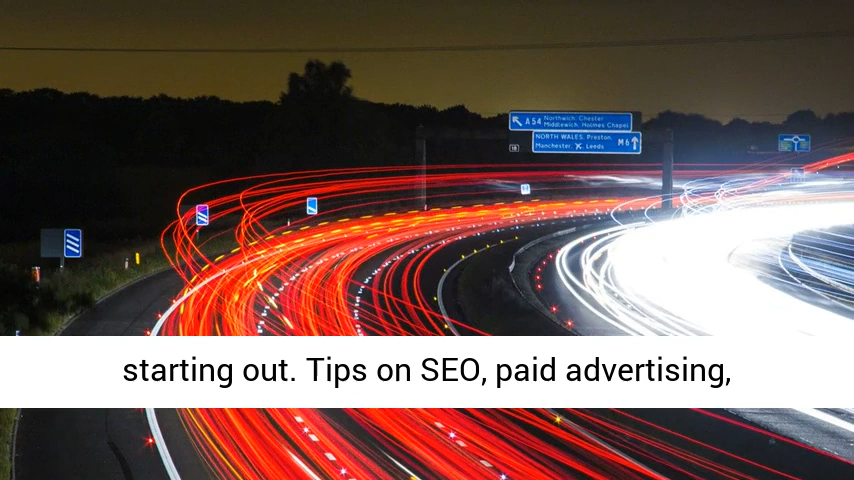 A54 Northwich, Chester
Middlewich, Holmes Chapel
NORTH WALES, Preston,
Manchester, Leeds M6
18
starting out. Tips on SEO, paid advertising,